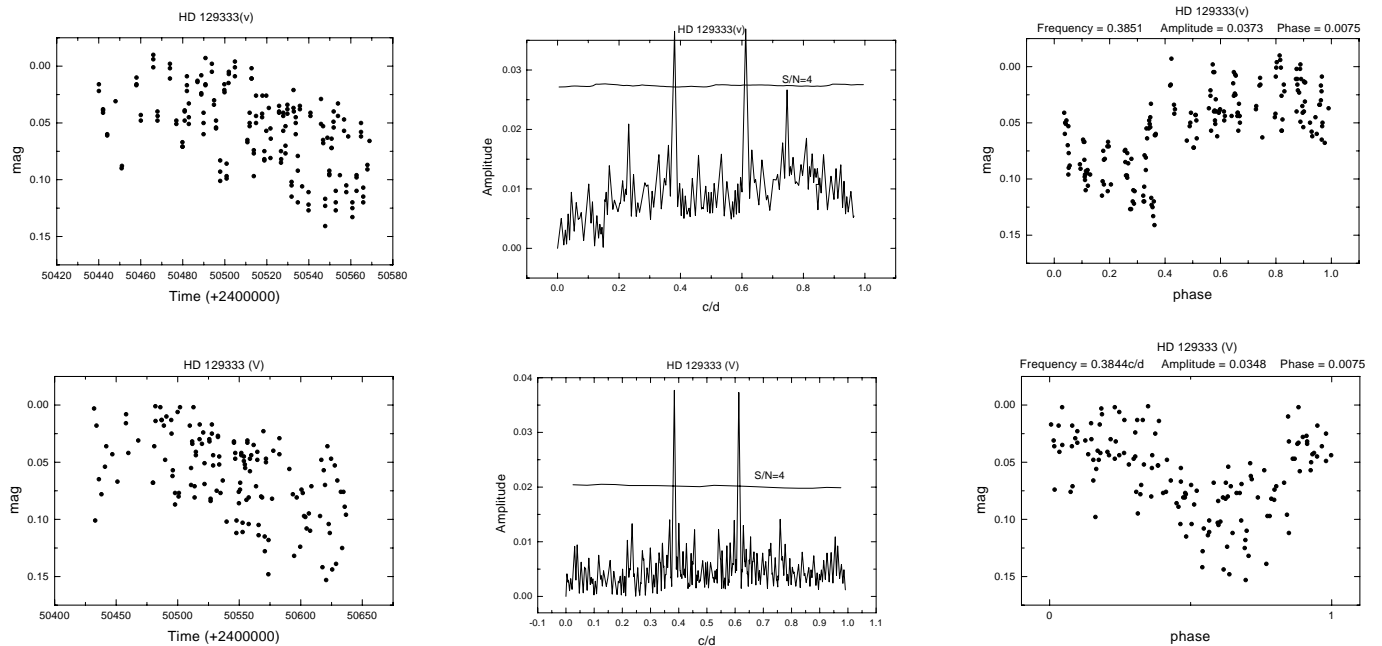 HD 129333(v)
0.00
0.05
0.10
0.15
mag
50420 50440 50460 50480 50500 50520 50540 50560 50580
Time (+2400000)
HD 129333(v)
S/N=4
0.03
0.02
0.01
0.00
Amplitude
0.0 0.2 0.4 0.6 0.8 1.0
c/d
HD 129333(v)
Frequency = 0.3851 Amplitude = 0.0373 Phase = 0.0075
0.00
0.05
0.10
0.15
mag
0.0 0.2 0.4 0.6 0.8 1.0
phase
HD 129333 (V)
0.00
0.05
0.10
0.15
mag
50400 50450 50500 50550 50600 50650
Time (+2400000)
HD 129333 (V)
0.04
0.03
S/N=4
0.02
0.01
0.00
Amplitude
-0.1 0.0 0.1 0.2 0.3 0.4 0.5 0.6 0.7 0.8 0.9 1.0 1.1
c/d
HD 129333 (V)
Frequency = 0.3844c/d Amplitude = 0.0348 Phase = 0.0075
0.00
0.05
0.10
0.15
mag
0 1
phase